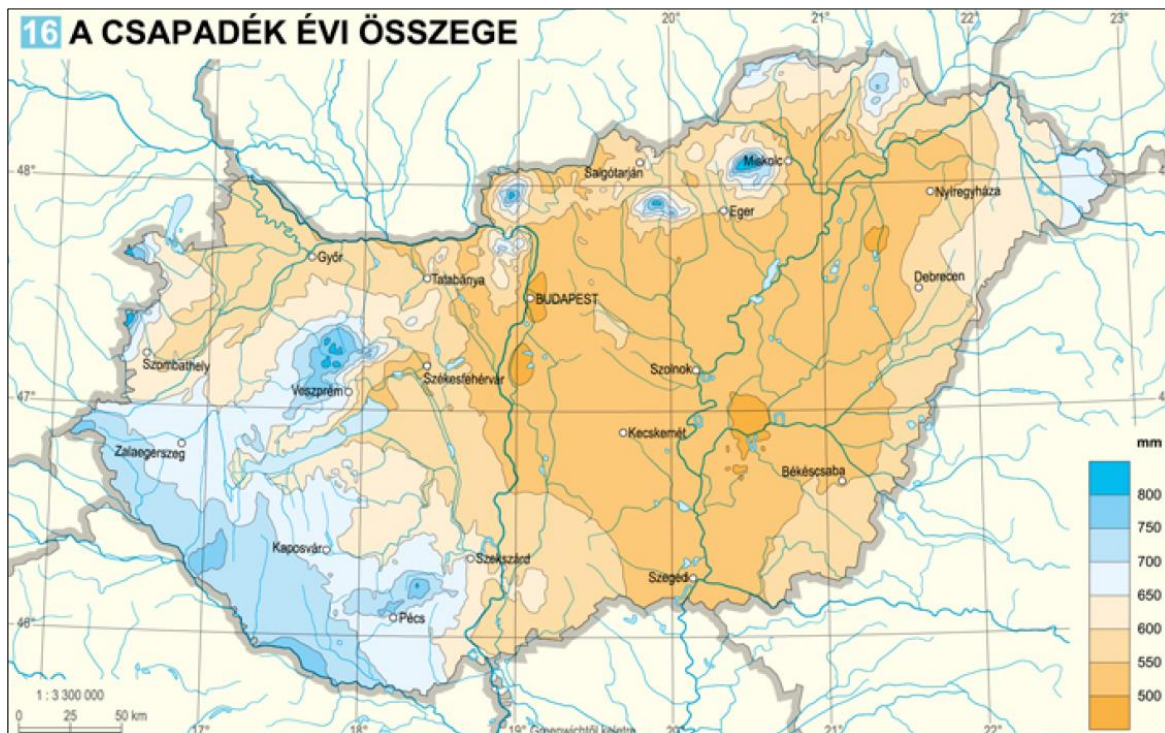 16 A CSAPADÉK ÉVI ÖSSZEGE
20° 21° 22° 23°
48°
Miskolc
Salgótarján
48°
Nyíregyháza
Eger
Győr
Tatabánya
Debrecen
BUDAPEST
Szombathely
Székesfehérvár
Szolnok
Veszprém
47°
Kecskemét
Zalaegerszeg
mm
Békéscsaba
800
750
Kaposvár
Szekszárd
700
Szeged
650
Pécs
46°
600
550
500
1 : 3 300 000
0 25 50 km
17° 18° 19° Greenwichtől keletre 20° 21° 22°